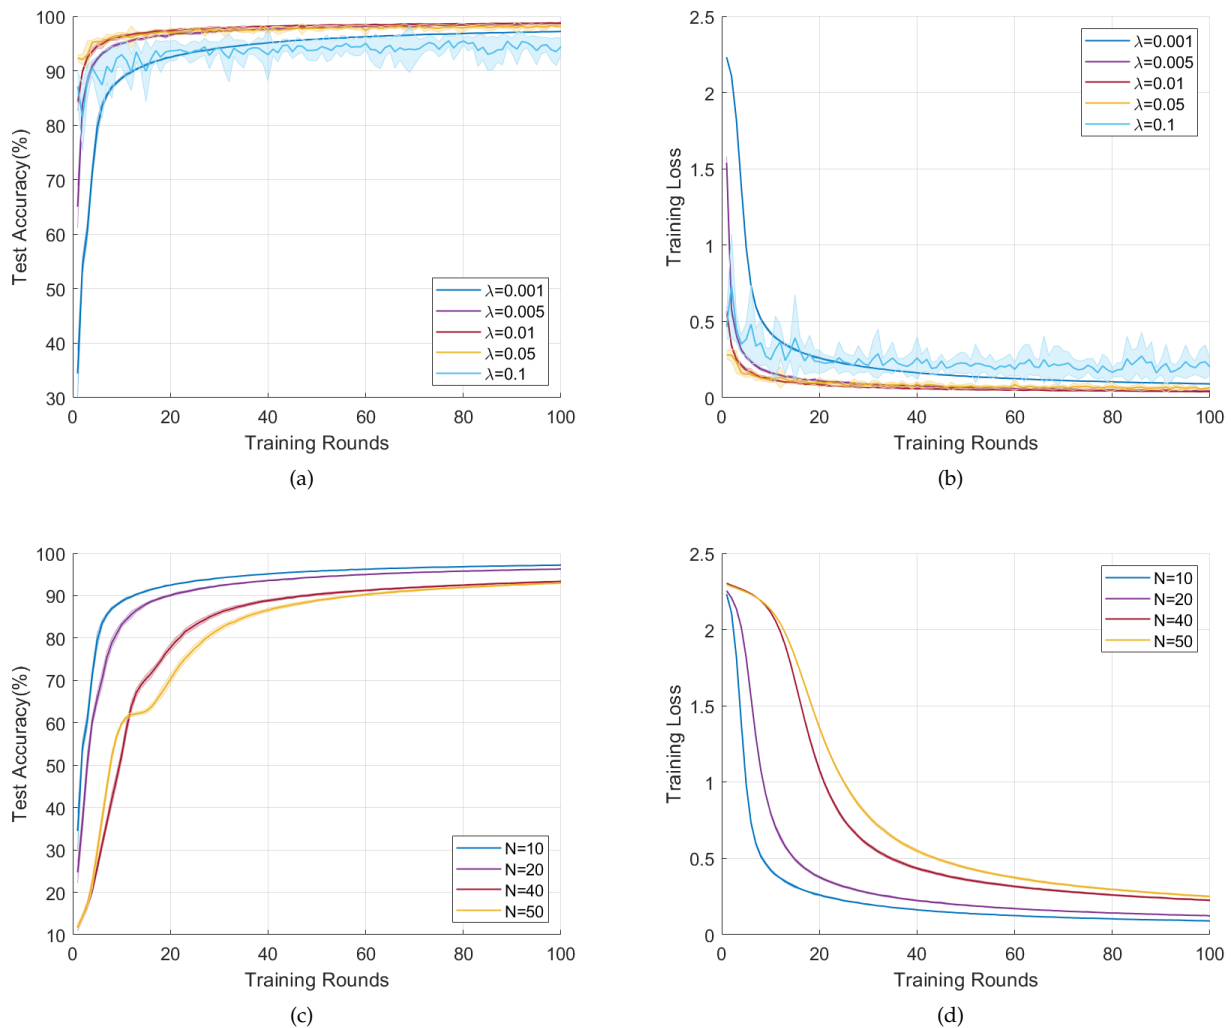 Test Accuracy(%)
100
90
80
70
60
50
40
30
0
20
40
60
80
100
Training Rounds
λ=0.001
λ=0.005
λ=0.01
λ=0.05
λ=0.1
(a)
Training Loss
2.5
2
1.5
1
0.5
0
0
20
40
60
80
100
Training Rounds
λ=0.001
λ=0.005
λ=0.01
λ=0.05
λ=0.1
(b)
Test Accuracy(%)
100
90
80
70
60
50
40
30
20
10
0
20
40
60
80
100
Training Rounds
N=10
N=20
N=40
N=50
(c)
Training Loss
2.5
2
1.5
1
0.5
0
0
20
40
60
80
100
Training Rounds
N=10
N=20
N=40
N=50
(d)